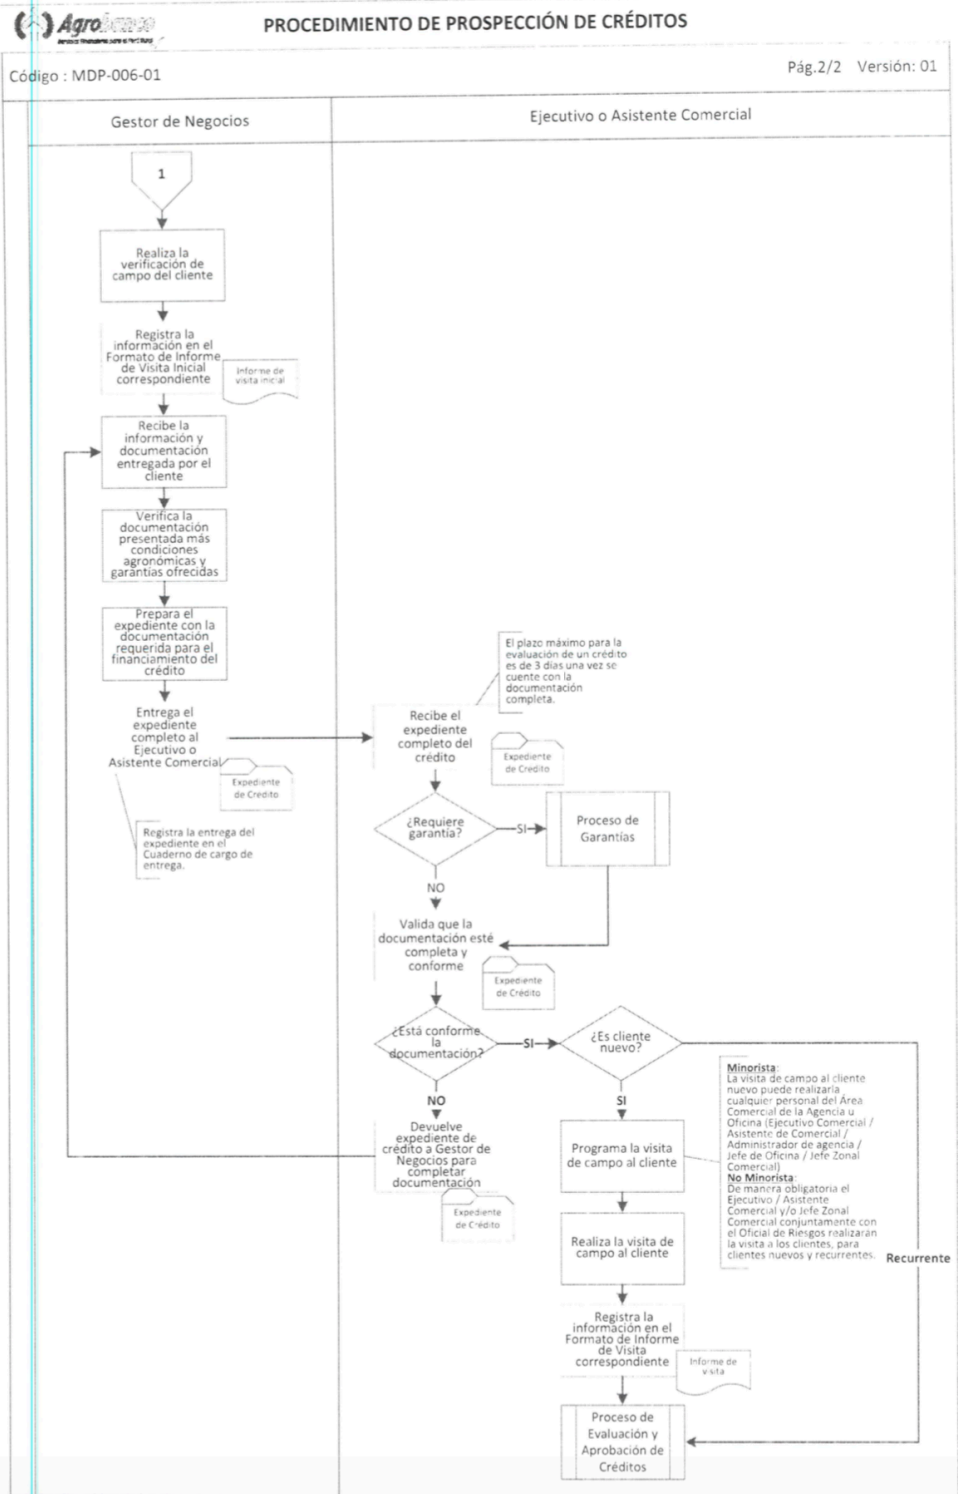 Agro
PROCEDIMIENTO DE PROSPECCIÓN DE CRÉDITOS
Código : MDP-006-01
Pág.2/2 Versión: 01
Gestor de Negocios
Ejecutivo o Asistente Comercial
1
Realiza la
verificación de
campo del cliente
Registra la
información en el
Formato de Informe
de Visita Inicial
correspondiente
Informe de
visita inicial
Recibe la
información y
documentación
entregada por el
cliente
Verifica la
documentación
presentada más
condiciones
agronómicas y
garantías ofrecidas
Prepara el
expediente con la
documentación
requerida para el
financiamiento del
crédito
Entrega el
expediente
completo al
Ejecutivo o
Asistente Comercial
Expediente
de Crédito
Registra la entrega del
expediente en el
Cuaderno de cargo de
entrega.
El plazo máximo para la
evaluación de un crédito
es de 3 días una vez se
cuente con la
documentación
completa.
Recibe el
expediente
completo del
crédito
Expediente
de Crédito
¿Requiere
garantía?
SI
Proceso de
Garantías
NO
Valida que la
documentación esté
completa y
conforme
Expediente
de Crédito
¿Está conforme
la
documentación?
SI
¿Es cliente
nuevo?
NO
Devuelve
expediente de
crédito a Gestor de
Negocios para
completar
documentación
Expediente
de Crédito
SI
Programa la visita
de campo al cliente
Minorista:
La visita de campo al cliente
nuevo puede realizarla
cualquier personal del Área
Comercial de la Agencia u
Oficina (Ejecutivo Comercial /
Asistente de Comercial /
Administrador de agencia /
Jefe de Oficina / Jefe Zonal
Comercial)
No Minorista:
De manera obligatoria el
Ejecutivo / Asistente
Comercial y/o Jefe Zonal
Comercial conjuntamente con
el Oficial de Riesgos realizarán
la visita a los clientes, para
clientes nuevos y recurrentes.
Recurrente
Realiza la visita de
campo al cliente
Registra la
información en el
Formato de Informe
de Visita
correspondiente
Informe de
visita
Proceso de
Evaluación y
Aprobación de
Créditos